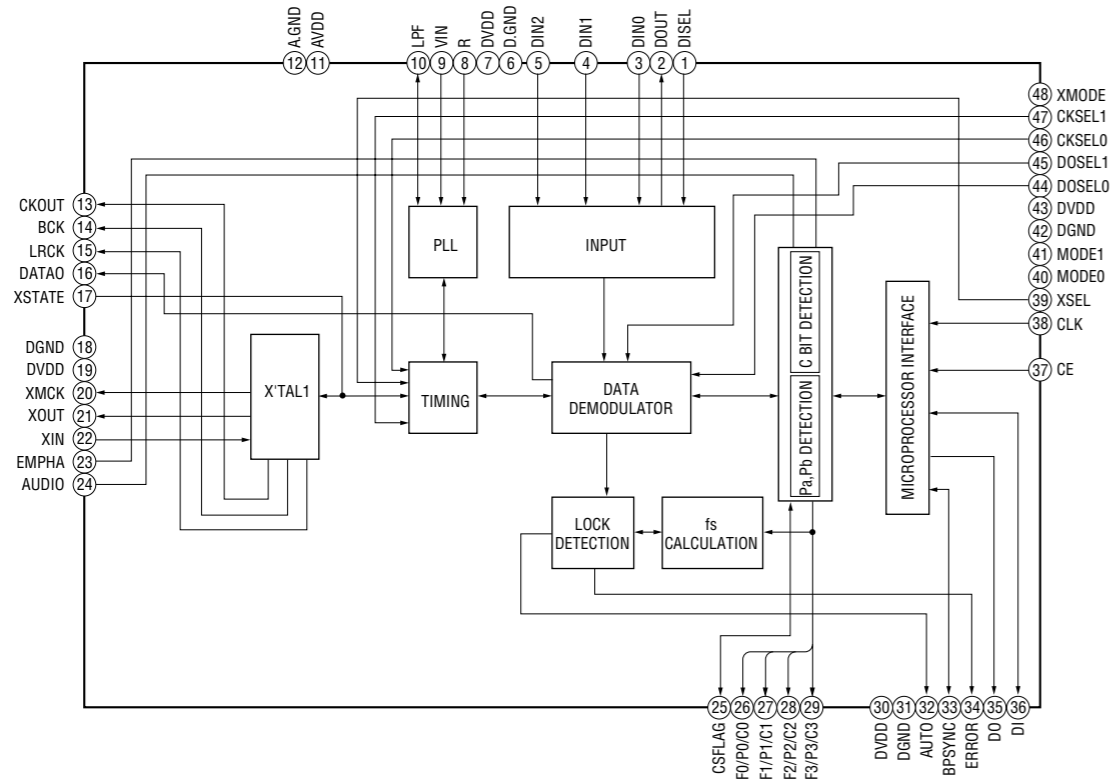 A.GND
AVDD
LPF
VIN
R
DVDD
D.GND
DIN2
DIN1
DIN0
DOUT
DISEL
12
11
10
9
8
7
6
5
4
3
2
1
48 XMODE
47 CKSEL1
46 CKSEL0
45 DOSEL1
44 DOSEL0
43 DVDD
42 DGND
41 MODE1
40 MODE0
39 XSEL
38 CLK
37 CE
CKOUT 13
BCK 14
LRCK 15
DATAO 16
XSTATE 17
DGND 18
DVDD 19
XMCK 20
XOUT 21
XIN 22
EMPHA 23
AUDIO 24
PLL
INPUT
C BIT DETECTION
Pa,Pb DETECTION
MICROPROCESSOR INTERFACE
X'TAL1
TIMING
DATA
DEMODULATOR
LOCK
DETECTION
fs
CALCULATION
25
26
27
28
29
30
31
32
33
34
35
36
CSFLAG
F0/P0/C0
F1/P1/C1
F2/P2/C2
F3/P3/C3
DVDD
DGND
AUTO
BPSYNC
ERROR
DO
DI